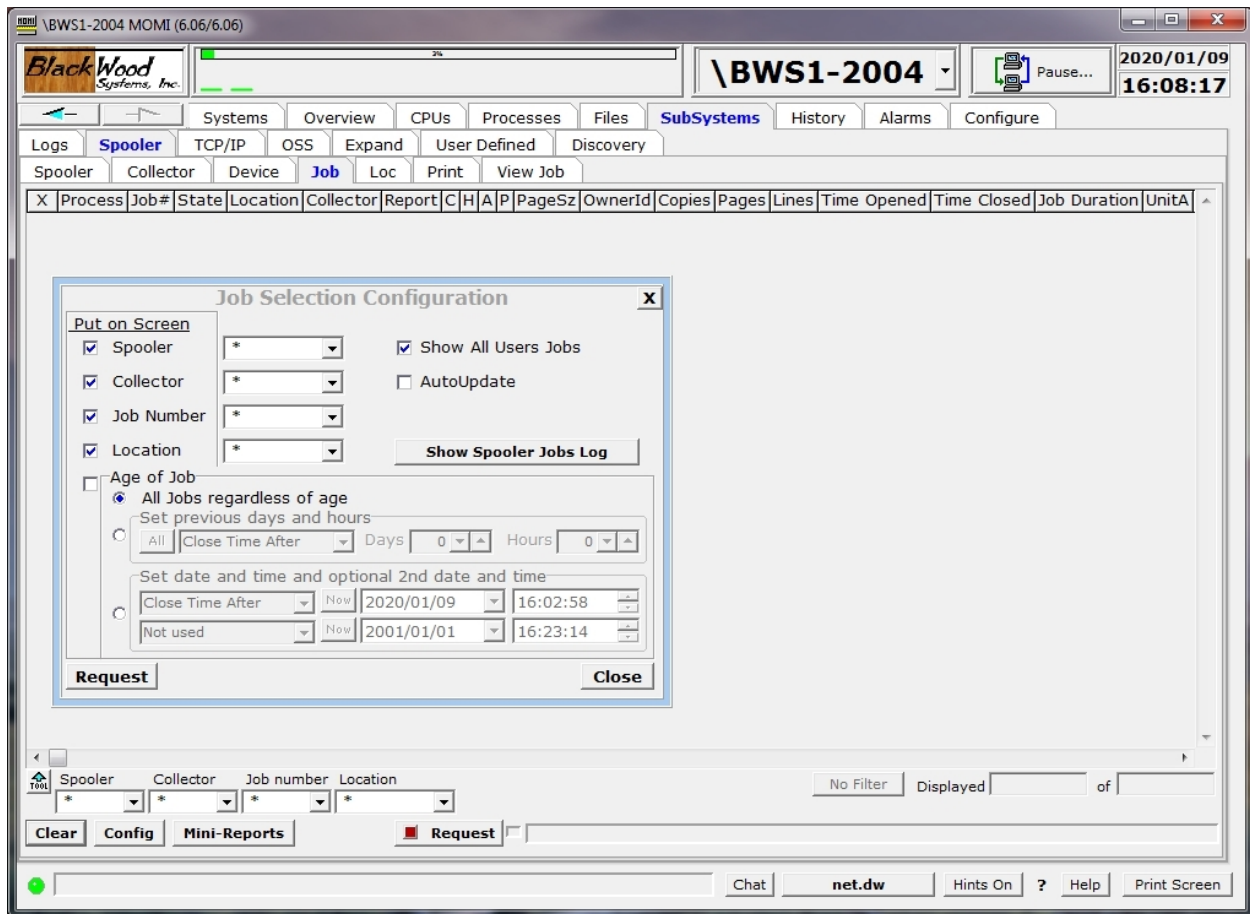 MOMI \BWS1-2004 MOMI (6.06/6.06)
BlackWood
Systems, Inc.
3%
\BWS1-2004
Pause...
2020/01/09
16:08:17
Systems Overview CPUs Processes Files SubSystems History Alarms Configure
Logs Spooler TCP/IP OSS Expand User Defined Discovery
Spooler Collector Device Job Loc Print View Job
X Process Job# State Location Collector Report C H A P PageSz OwnerId Copies Pages Lines Time Opened Time Closed Job Duration UnitA
Job Selection Configuration X
Put on Screen
Spooler * Show All Users Jobs
Collector * AutoUpdate
Job Number *
Location * Show Spooler Jobs Log
Age of Job
All Jobs regardless of age
Set previous days and hours
All Close Time After Days 0 Hours 0
Set date and time and optional 2nd date and time
Close Time After Now 2020/01/09 16:02:58
Not used Now 2001/01/01 16:23:14
Request Close
TOOL Spooler Collector Job number Location
* * * *
No Filter Displayed of
Clear Config Mini-Reports Request
Chat net.dw Hints On ? Help Print Screen